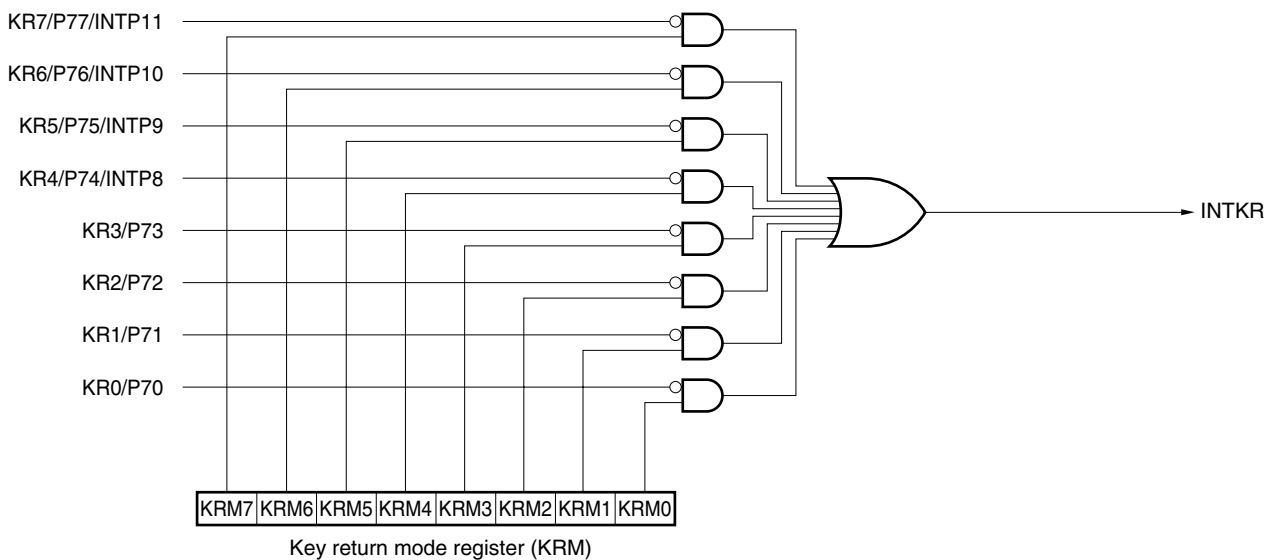 KR7/P77/INTP11
KR6/P76/INTP10
KR5/P75/INTP9
KR4/P74/INTP8
KR3/P73
INTKR
KR2/P72
KR1/P71
KR0/P70
KRM7 KRM6 KRM5 KRM4 KRM3 KRM2 KRM1 KRM0
Key return mode register (KRM)